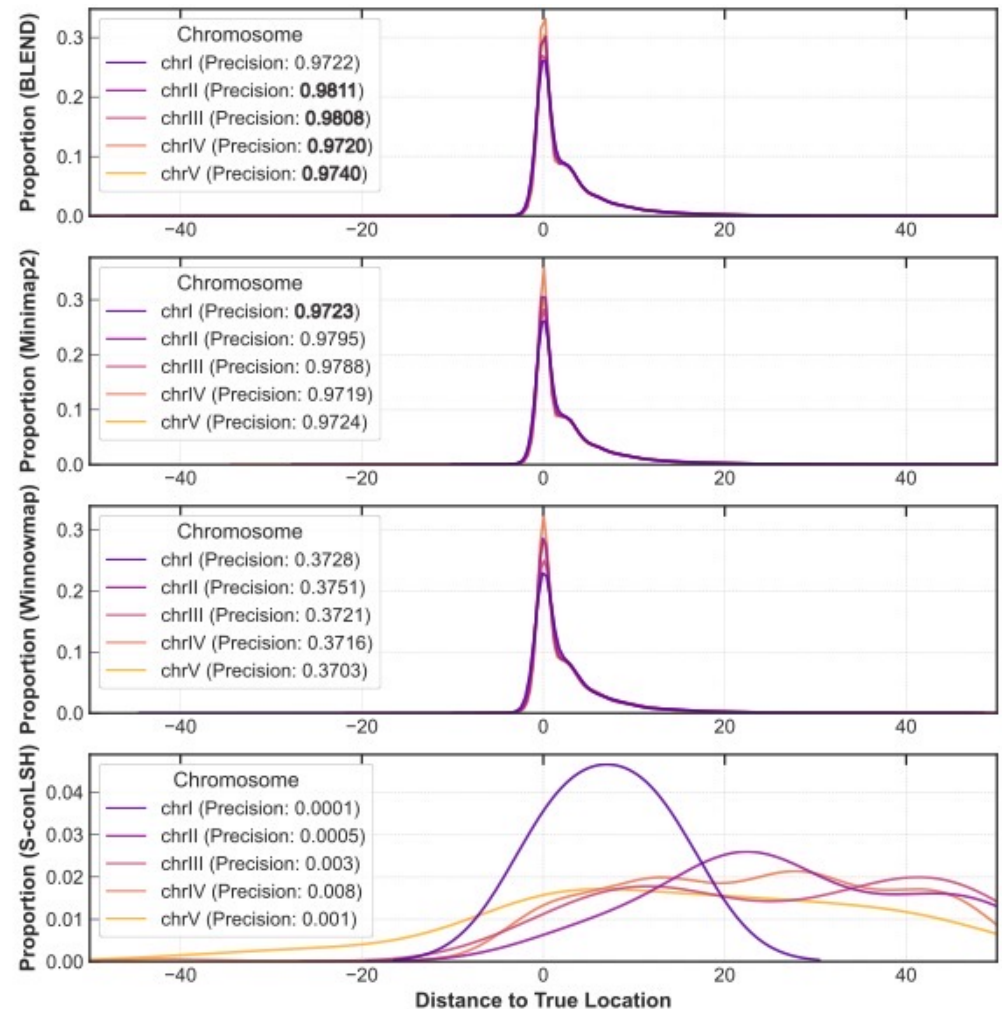 Proportion (BLEND)
0.3
0.2
0.1
0.0
Chromosome
chrI (Precision: 0.9722)
chrII (Precision: 0.9811)
chrIII (Precision: 0.9808)
chrIV (Precision: 0.9720)
chrV (Precision: 0.9740)
−40 −20 0 20 40
Proportion (Minimap2)
0.3
0.2
0.1
0.0
Chromosome
chrI (Precision: 0.9723)
chrII (Precision: 0.9795)
chrIII (Precision: 0.9788)
chrIV (Precision: 0.9719)
chrV (Precision: 0.9724)
−40 −20 0 20 40
Proportion (Winnowmap)
0.3
0.2
0.1
0.0
Chromosome
chrI (Precision: 0.3728)
chrII (Precision: 0.3751)
chrIII (Precision: 0.3721)
chrIV (Precision: 0.3716)
chrV (Precision: 0.3703)
−40 −20 0 20 40
Proportion (S-conLSH)
0.04
0.03
0.02
0.01
0.00
Chromosome
chrI (Precision: 0.0001)
chrII (Precision: 0.0005)
chrIII (Precision: 0.003)
chrIV (Precision: 0.008)
chrV (Precision: 0.001)
−40 −20 0 20 40
Distance to True Location